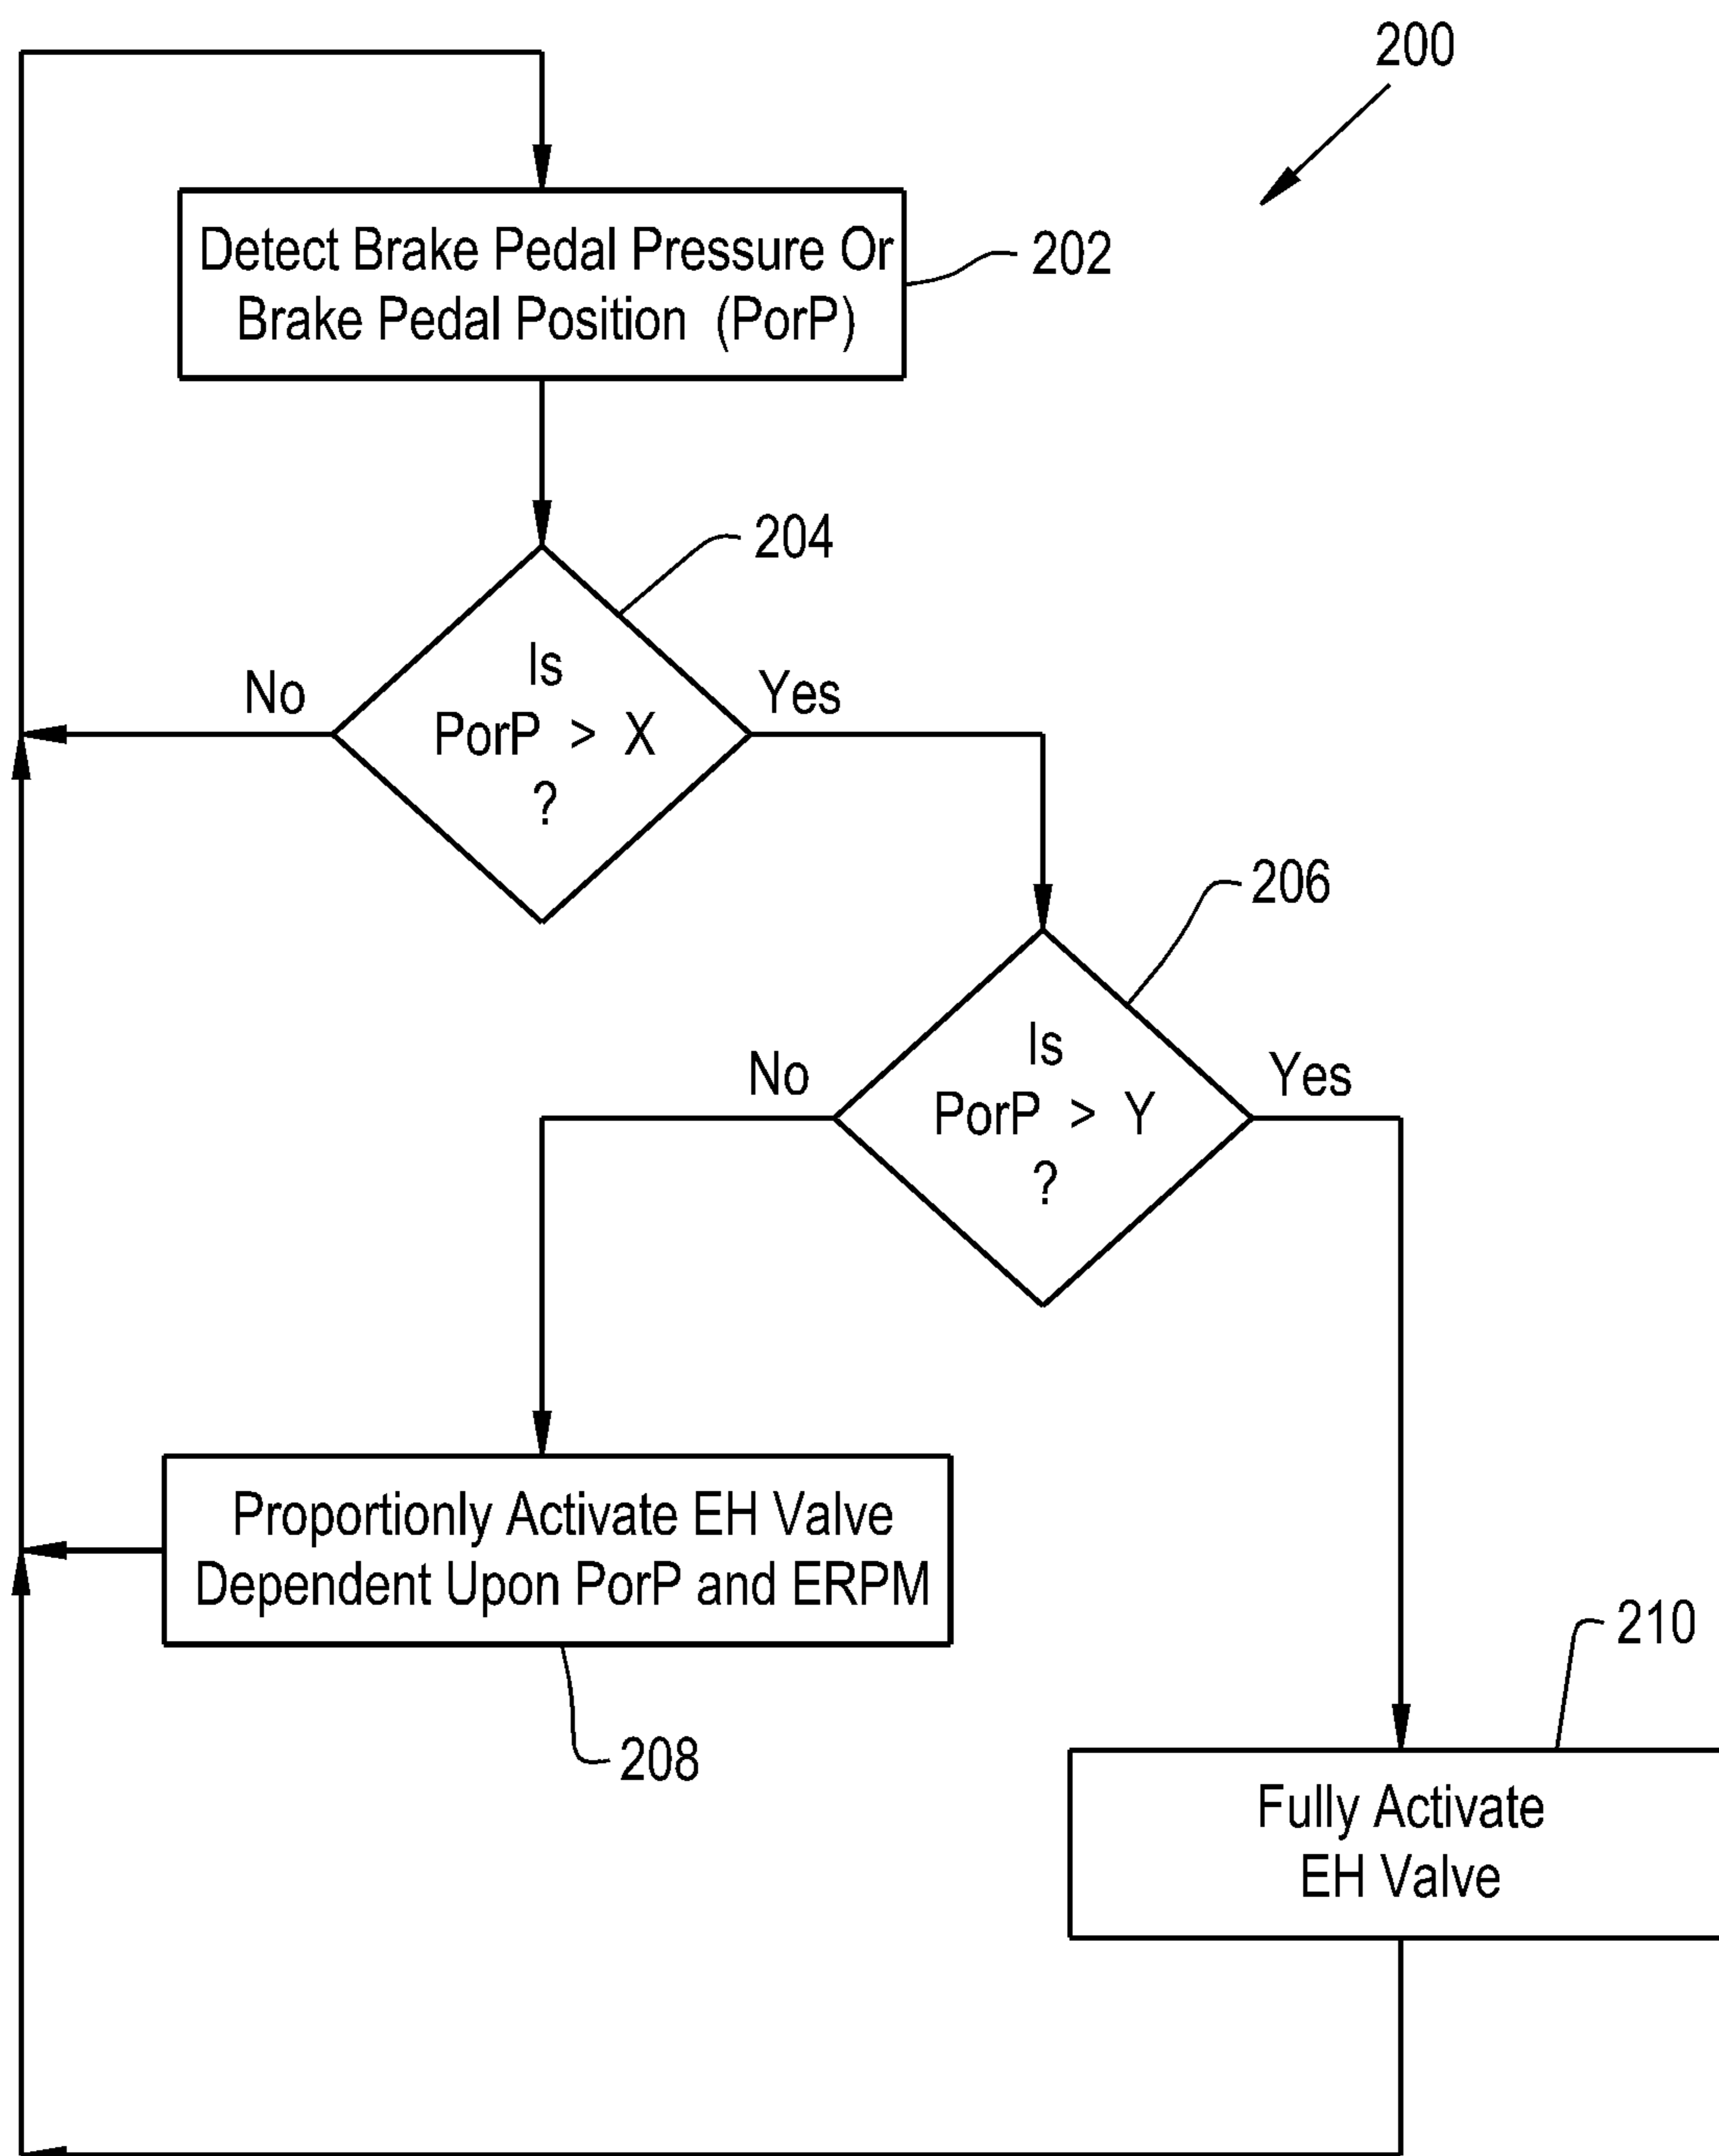 200
Detect Brake Pedal Pressure Or
Brake Pedal Position (PorP)
202
204
Is
PorP > X
?
No
Yes
206
Is
PorP > Y
?
No
Yes
Proportionly Activate EH Valve
Dependent Upon PorP and ERPM
208
210
Fully Activate
EH Valve